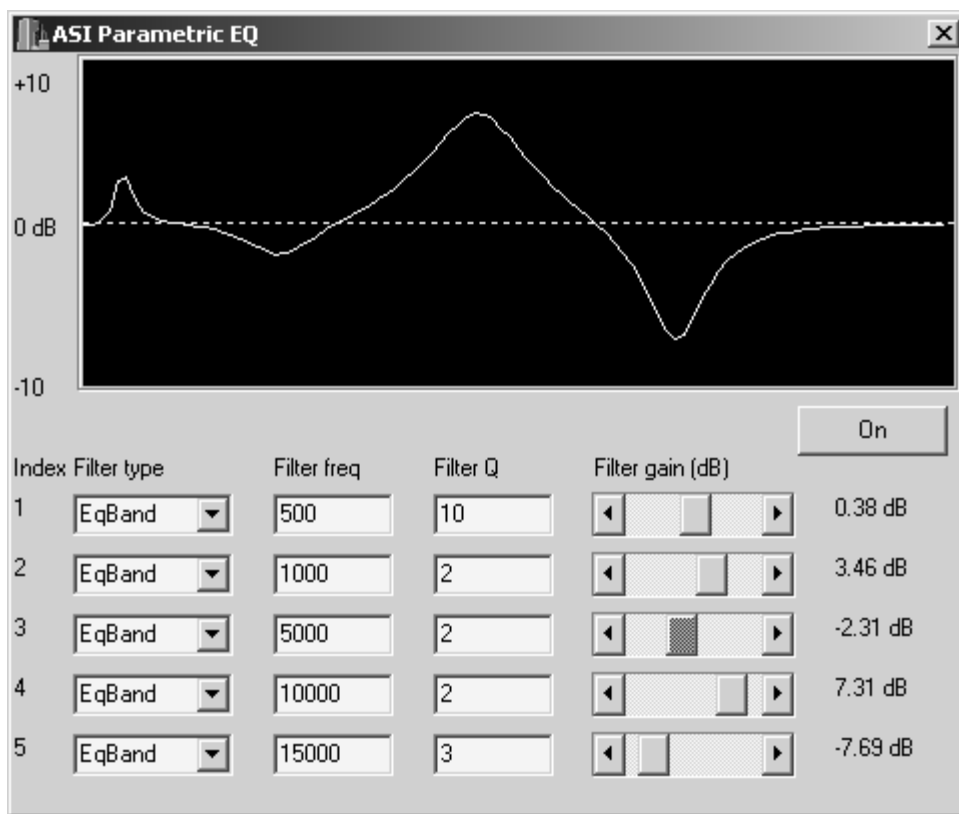 ASI Parametric EQ
+10
0 dB
-10
On
Index Filter type Filter freq Filter Q Filter gain (dB)
1 EqBand 500 10 0.38 dB
2 EqBand 1000 2 3.46 dB
3 EqBand 5000 2 -2.31 dB
4 EqBand 10000 2 7.31 dB
5 EqBand 15000 3 -7.69 dB